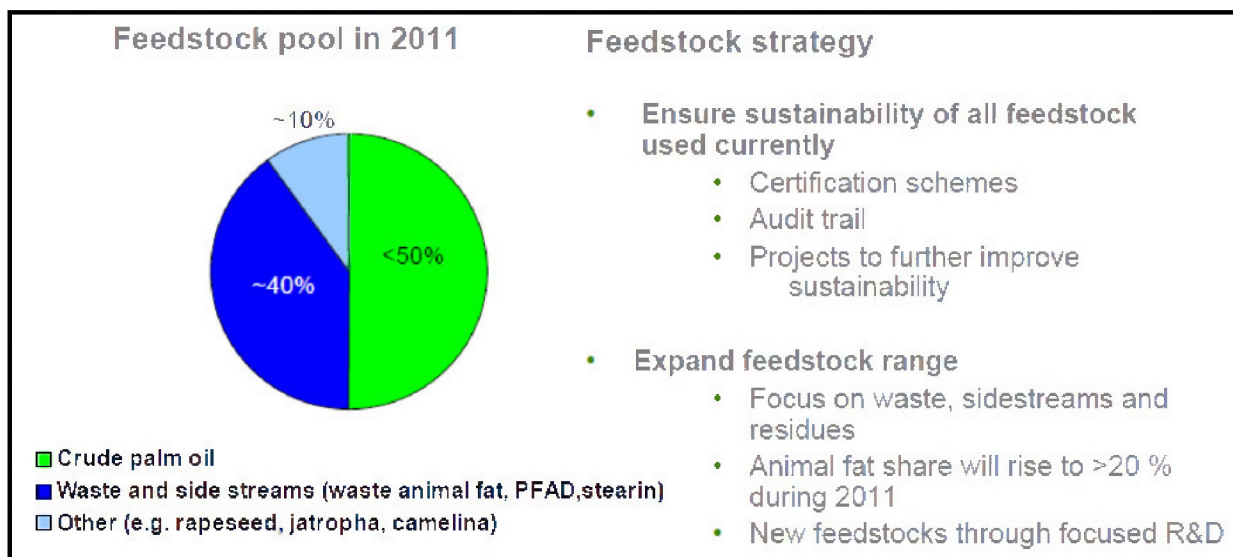 Feedstock pool in 2011
~10%
<50%
~40%
Crude palm oil
Waste and side streams (waste animal fat, PFAD,stearin)
Other (e.g. rapeseed, jatropha, camelina)
Feedstock strategy
• Ensure sustainability of all feedstock
used currently
• Certification schemes
• Audit trail
• Projects to further improve
sustainability
• Expand feedstock range
• Focus on waste, sidestreams and
residues
• Animal fat share will rise to >20 %
during 2011
• New feedstocks through focused R&D